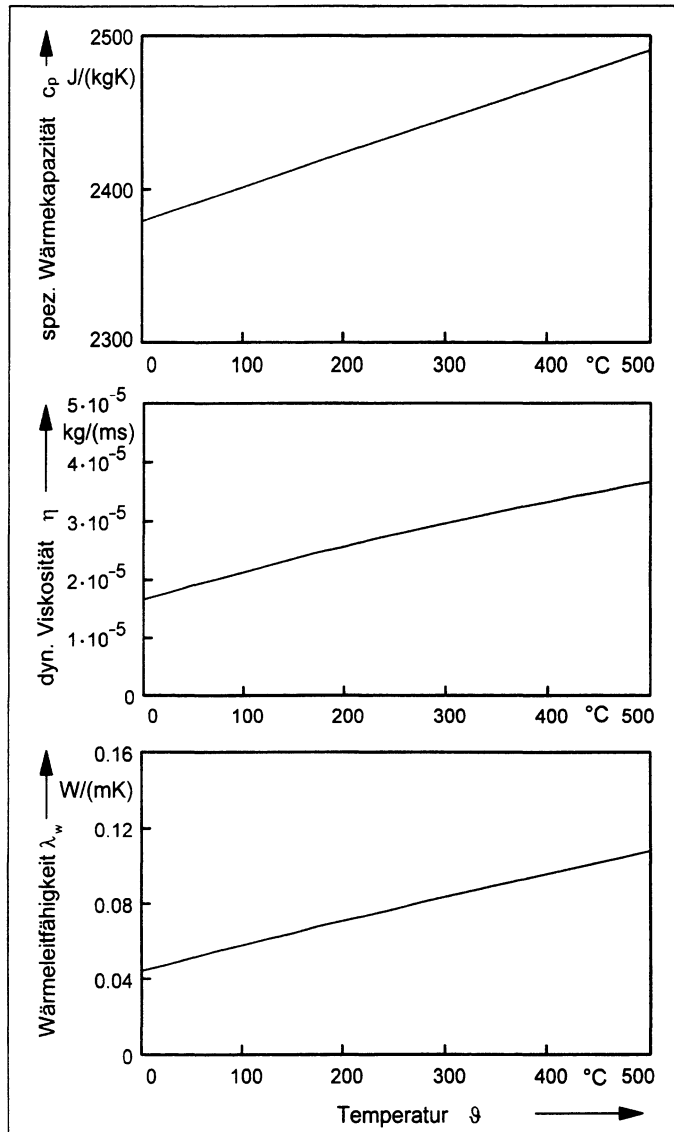 spez. Wärmekapazität cₚ
2500
J/(kgK)
2400
2300
0 100 200 300 400 °C 500
dyn. Viskosität η
5·10⁻⁵
kg/(ms)
4·10⁻⁵
3·10⁻⁵
2·10⁻⁵
1·10⁻⁵
0
0 100 200 300 400 °C 500
Wärmeleitfähigkeit λ_w
0.16
W/(mK)
0.12
0.08
0.04
0
0 100 200 300 400 °C 500
Temperatur ϑ